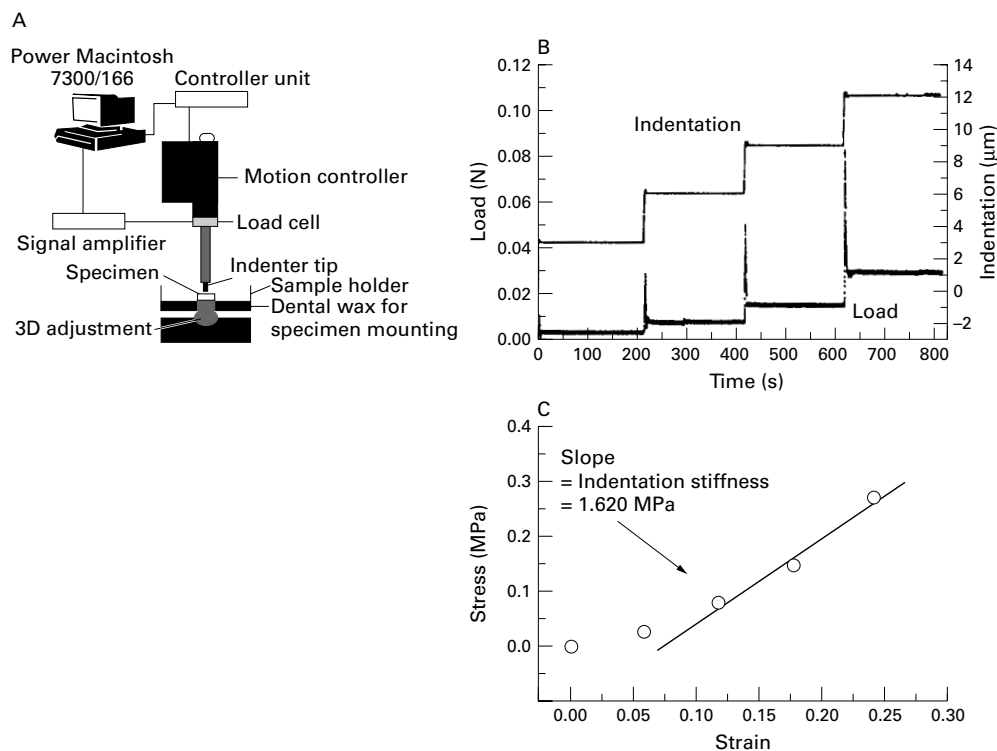 A
Power Macintosh
7300/166
Controller unit
Motion controller
Load cell
Signal amplifier
Indenter tip
Specimen
Sample holder
Dental wax for
specimen mounting
3D adjustment
B
0.12
0.10
0.08
0.06
0.04
0.02
0.00
Load (N)
Indentation
Load
14
12
10
8
6
4
2
0
−2
Indentation (μm)
0 100 200 300 400 500 600 700 800
Time (s)
C
0.4
0.3
0.2
0.1
0.0
Stress (MPa)
Slope
= Indentation stiffness
= 1.620 MPa
0.00 0.05 0.10 0.15 0.20 0.25 0.30
Strain